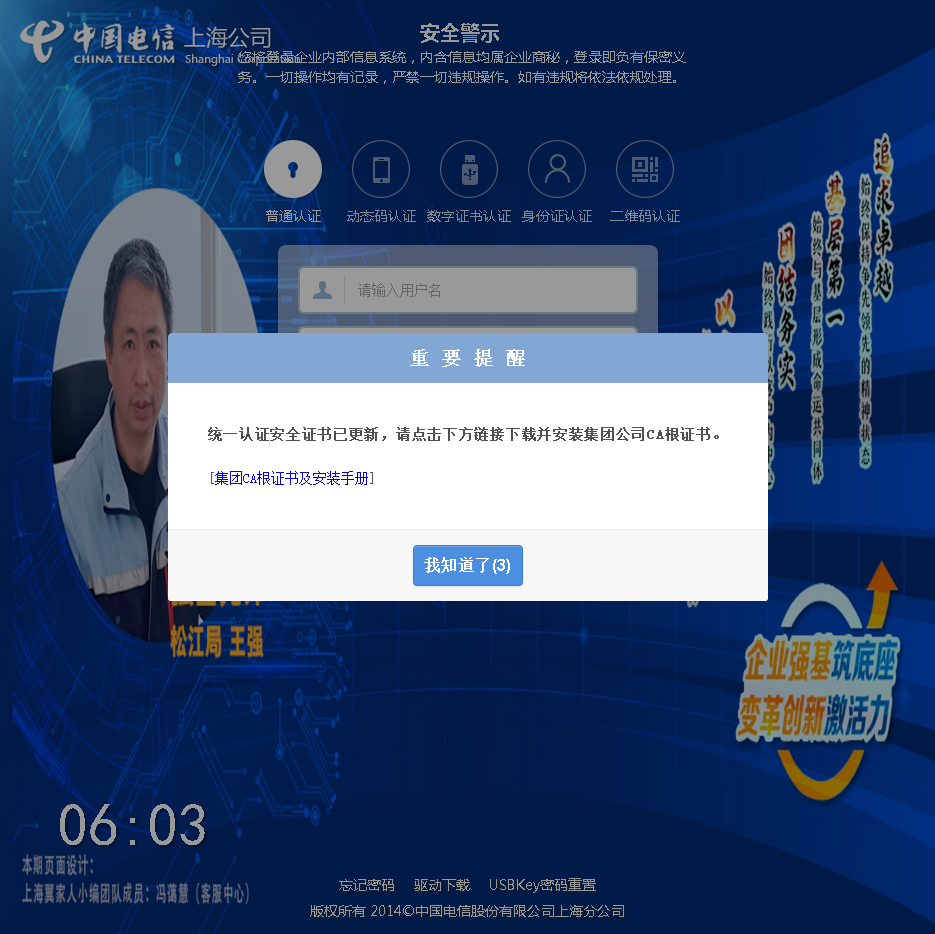 中国电信
CHINA TELECOM
上海公司
Shanghai
安全警示
您将登录企业内部信息系统，内含信息均属企业商秘，登录即负有保密义
务。一切操作均有记录，严禁一切违规操作。如有违规将依法依规处理。
普通认证 动态码认证 数字证书认证 身份证认证 二维码认证
请输入用户名
追求卓越
始终保持争先领先的精神状态
基层第一
始终与基层形成命运共同体
团结务实
始终
以
重要提醒
统一认证安全证书已更新，请点击下方链接下载并安装集团公司CA根证书。
[集团CA根证书及安装手册]
我知道了(3)
松江局 王强
企业强基筑底座
变革创新激活力
06:03
本期页面设计：
上海翼家人小编团队成员：冯蔼慧（客服中心）
忘记密码 驱动下载 USBKey密码重置
版权所有 2014©中国电信股份有限公司上海分公司